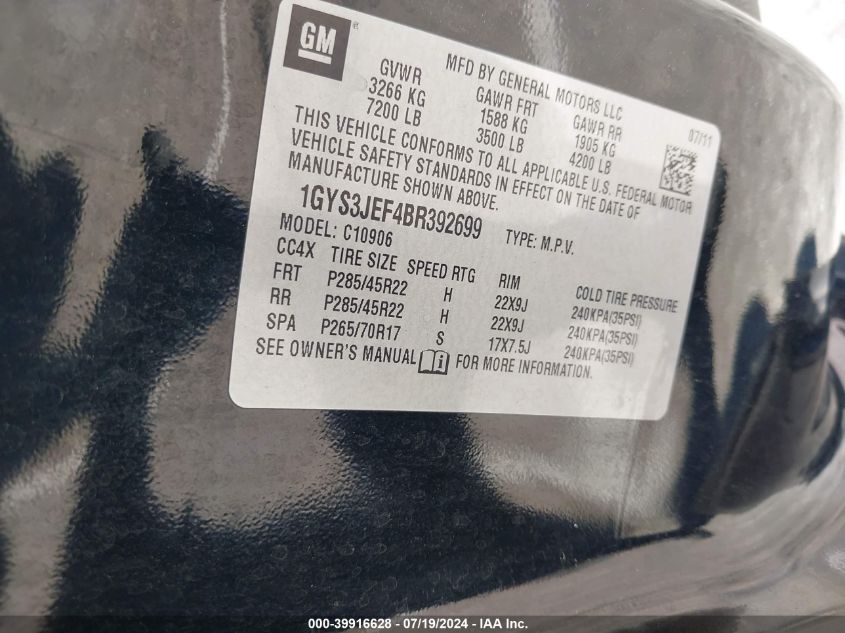 GM
MFD BY GENERAL MOTORS LLC
07/11
GVWR GAWR FRT GAWR RR
3266 KG 1588 KG 1905 KG
7200 LB 3500 LB 4200 LB
THIS VEHICLE CONFORMS TO ALL APPLICABLE U.S. FEDERAL MOTOR
VEHICLE SAFETY STANDARDS IN EFFECT ON THE DATE OF
MANUFACTURE SHOWN ABOVE.
1GYS3JEF4BR392699 TYPE: M.P.V.
MODEL: C10906
CC4X TIRE SIZE SPEED RTG RIM COLD TIRE PRESSURE
FRT P285/45R22 H 22X9J 240KPA(35PSI)
RR P285/45R22 H 22X9J 240KPA(35PSI)
SPA P265/70R17 S 17X7.5J 240KPA(35PSI)
SEE OWNER'S MANUAL i FOR MORE INFORMATION.
000-39916628 - 07/19/2024 - IAA Inc.